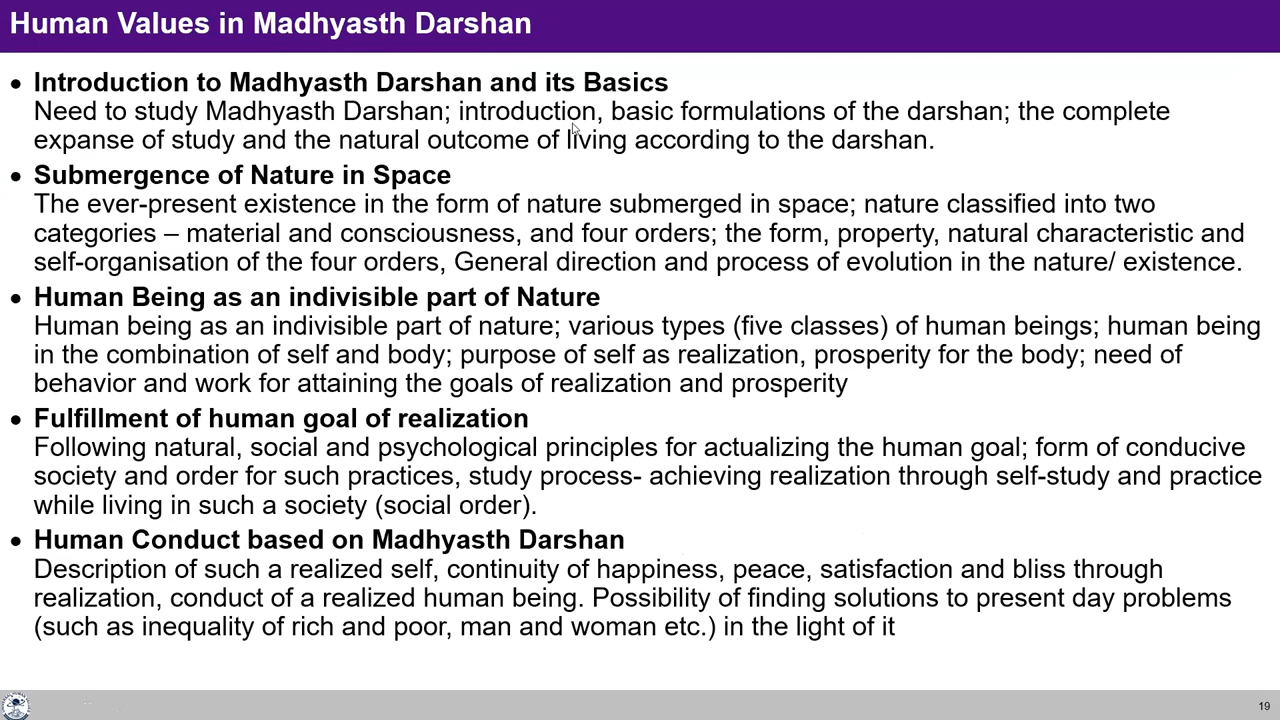 Human Values in Madhyasth Darshan
• Introduction to Madhyasth Darshan and its Basics
Need to study Madhyasth Darshan; introduction, basic formulations of the darshan; the complete
expanse of study and the natural outcome of living according to the darshan.
• Submergence of Nature in Space
The ever-present existence in the form of nature submerged in space; nature classified into two
categories – material and consciousness, and four orders; the form, property, natural characteristic and
self-organisation of the four orders, General direction and process of evolution in the nature/ existence.
• Human Being as an indivisible part of Nature
Human being as an indivisible part of nature; various types (five classes) of human beings; human being
in the combination of self and body; purpose of self as realization, prosperity for the body; need of
behavior and work for attaining the goals of realization and prosperity
• Fulfillment of human goal of realization
Following natural, social and psychological principles for actualizing the human goal; form of conducive
society and order for such practices, study process- achieving realization through self-study and practice
while living in such a society (social order).
• Human Conduct based on Madhyasth Darshan
Description of such a realized self, continuity of happiness, peace, satisfaction and bliss through
realization, conduct of a realized human being. Possibility of finding solutions to present day problems
(such as inequality of rich and poor, man and woman etc.) in the light of it
19